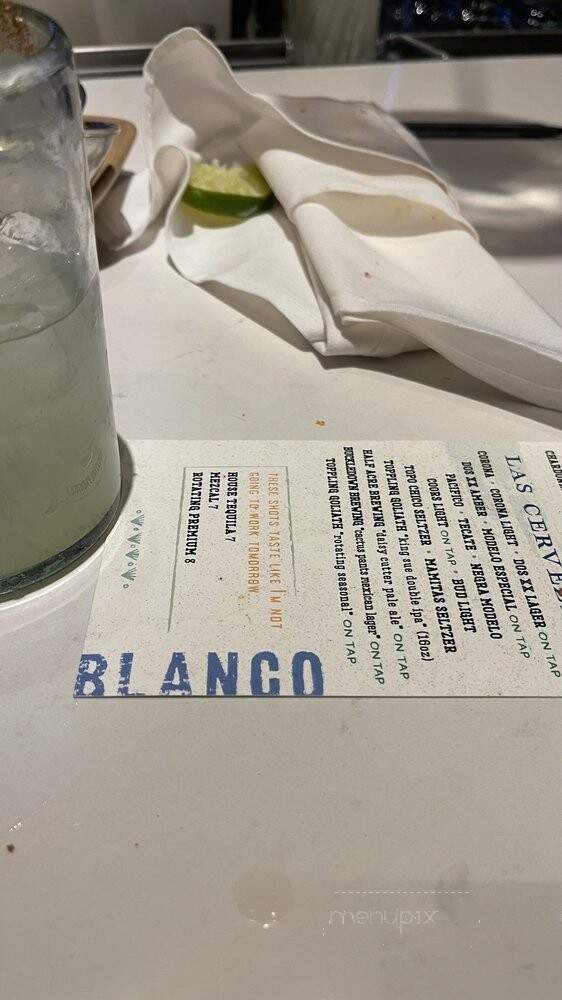 CHARDON
LAS CERVE
CORONA · CORONA LIGHT · DOS XX LAGER ON TAP
DOS XX AMBER · MODELO ESPECIAL ON TAP
PACIFICO · TECATE · NEGRA MODELO
COORS LIGHT ON TAP · BUD LIGHT
TOPO CHICO SELTZER · MAMITAS SELTZER
TOPPLING GOLIATH "king sue double ipa" (16oz)
HALF ACRE BREWING "daisy cutter pale ale" ON TAP
BUCKLEDOWN BREWING "cactus pants mexican lager" ON TAP
TOPPLING GOLIATH "rotating seasonal" ON TAP
THESE SHOTS TASTE LIKE I'M NOT
GOING TO WORK TOMORROW...
HOUSE TEQUILA 7
MEZCAL 7
ROTATING PREMIUM 8
BLANCO
menupix